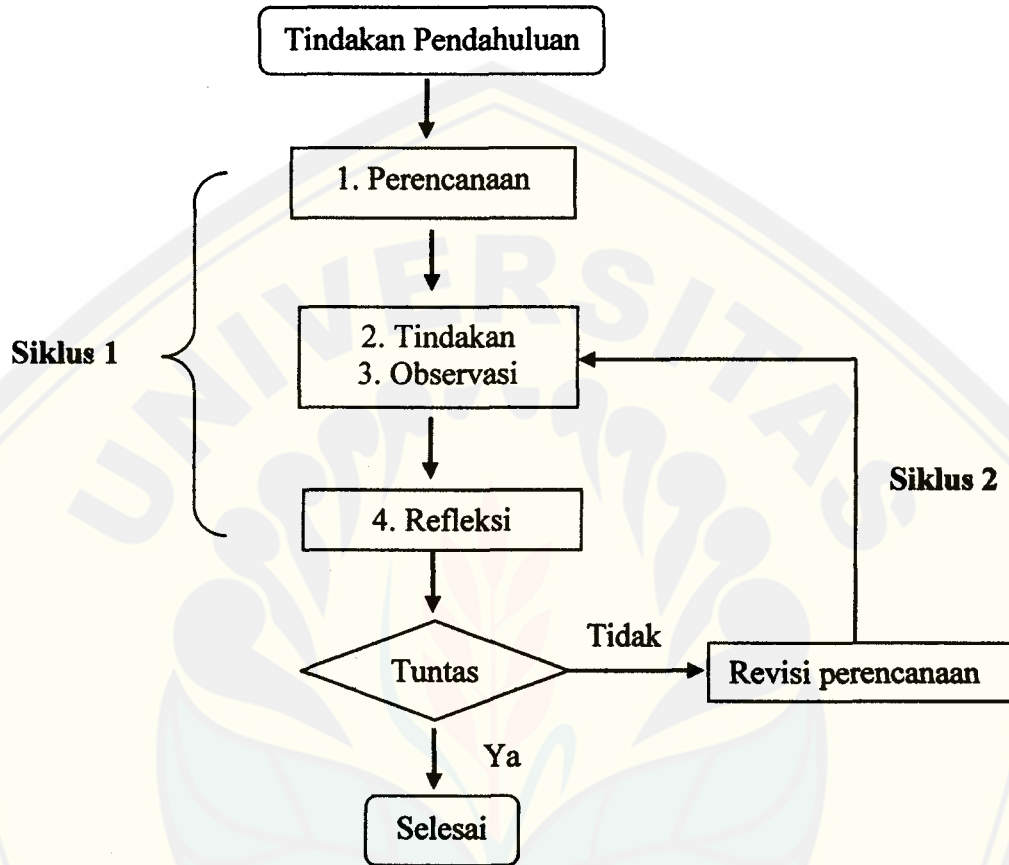 Tindakan Pendahuluan
1. Perencanaan
2. Tindakan
3. Observasi
Siklus 1
Siklus 2
4. Refleksi
Tidak
Tuntas
Revisi perencanaan
Ya
Selesai
UNIVERSITAS